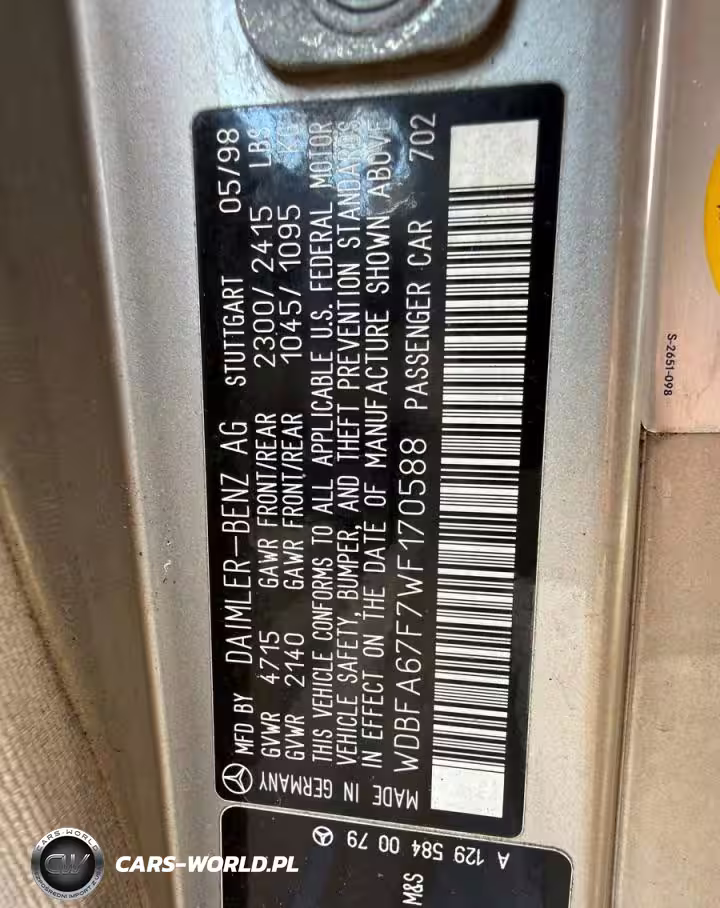 MFD BY DAIMLER-BENZ AG STUTTGART 05/98
GVWR 4715 GAWR FRONT/REAR 2300/2415 LBS
GVWR 2140 GAWR FRONT/REAR 1045/1095 KG
THIS VEHICLE CONFORMS TO ALL APPLICABLE U.S. FEDERAL MOTOR
VEHICLE SAFETY, BUMPER, AND THEFT PREVENTION STANDARDS
IN EFFECT ON THE DATE OF MANUFACTURE SHOWN ABOVE
WDBFA67F7WF170588 PASSENGER CAR 702
MADE IN GERMANY
A 129 584 00 79
M&S
S-2651-098
CARS-WORLD
CW
CARS-WORLD.PL